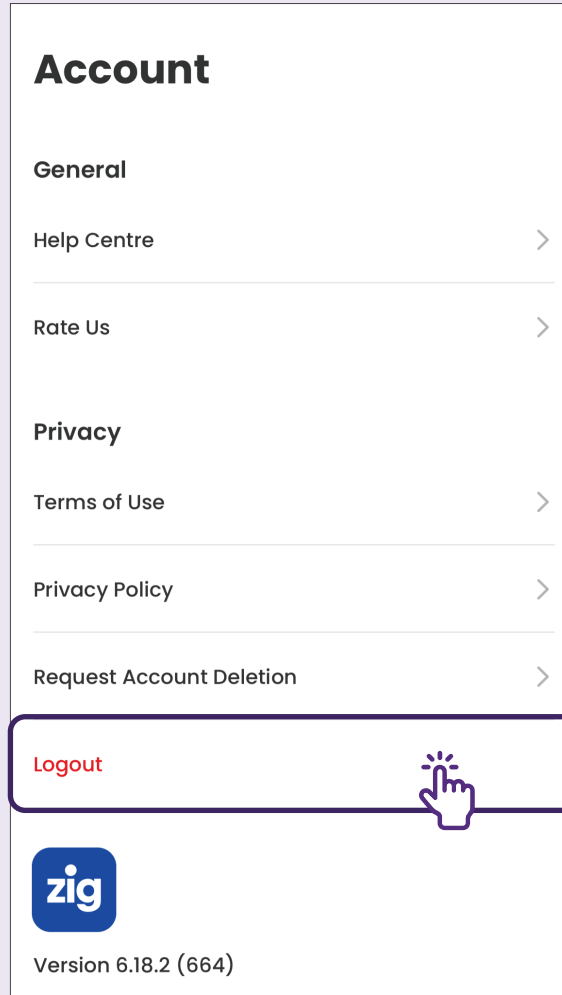 Account
General
Help Centre
Rate Us
Privacy
Terms of Use
Privacy Policy
Request Account Deletion
Logout
zig
Version 6.18.2 (664)